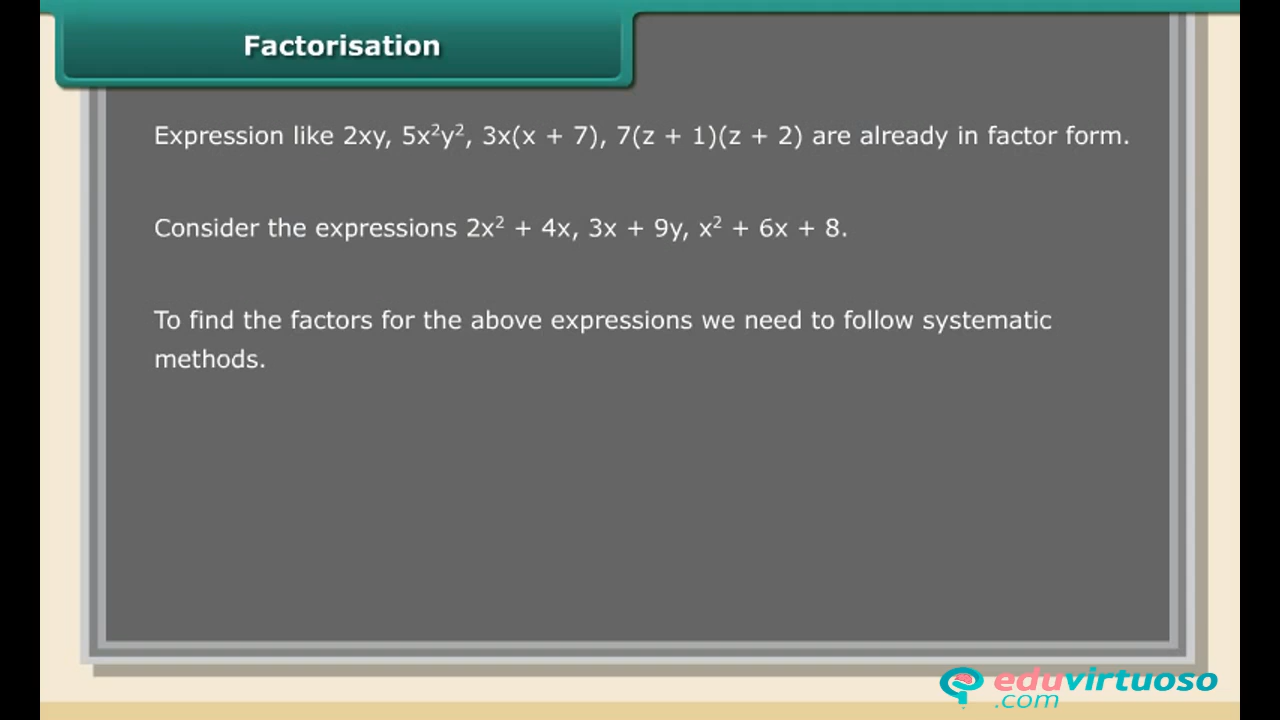 Factorisation
Expression like 2xy, 5x²y², 3x(x + 7), 7(z + 1)(z + 2) are already in factor form.
Consider the expressions 2x² + 4x, 3x + 9y, x² + 6x + 8.
To find the factors for the above expressions we need to follow systematic
methods.
eduvirtuoso
.com